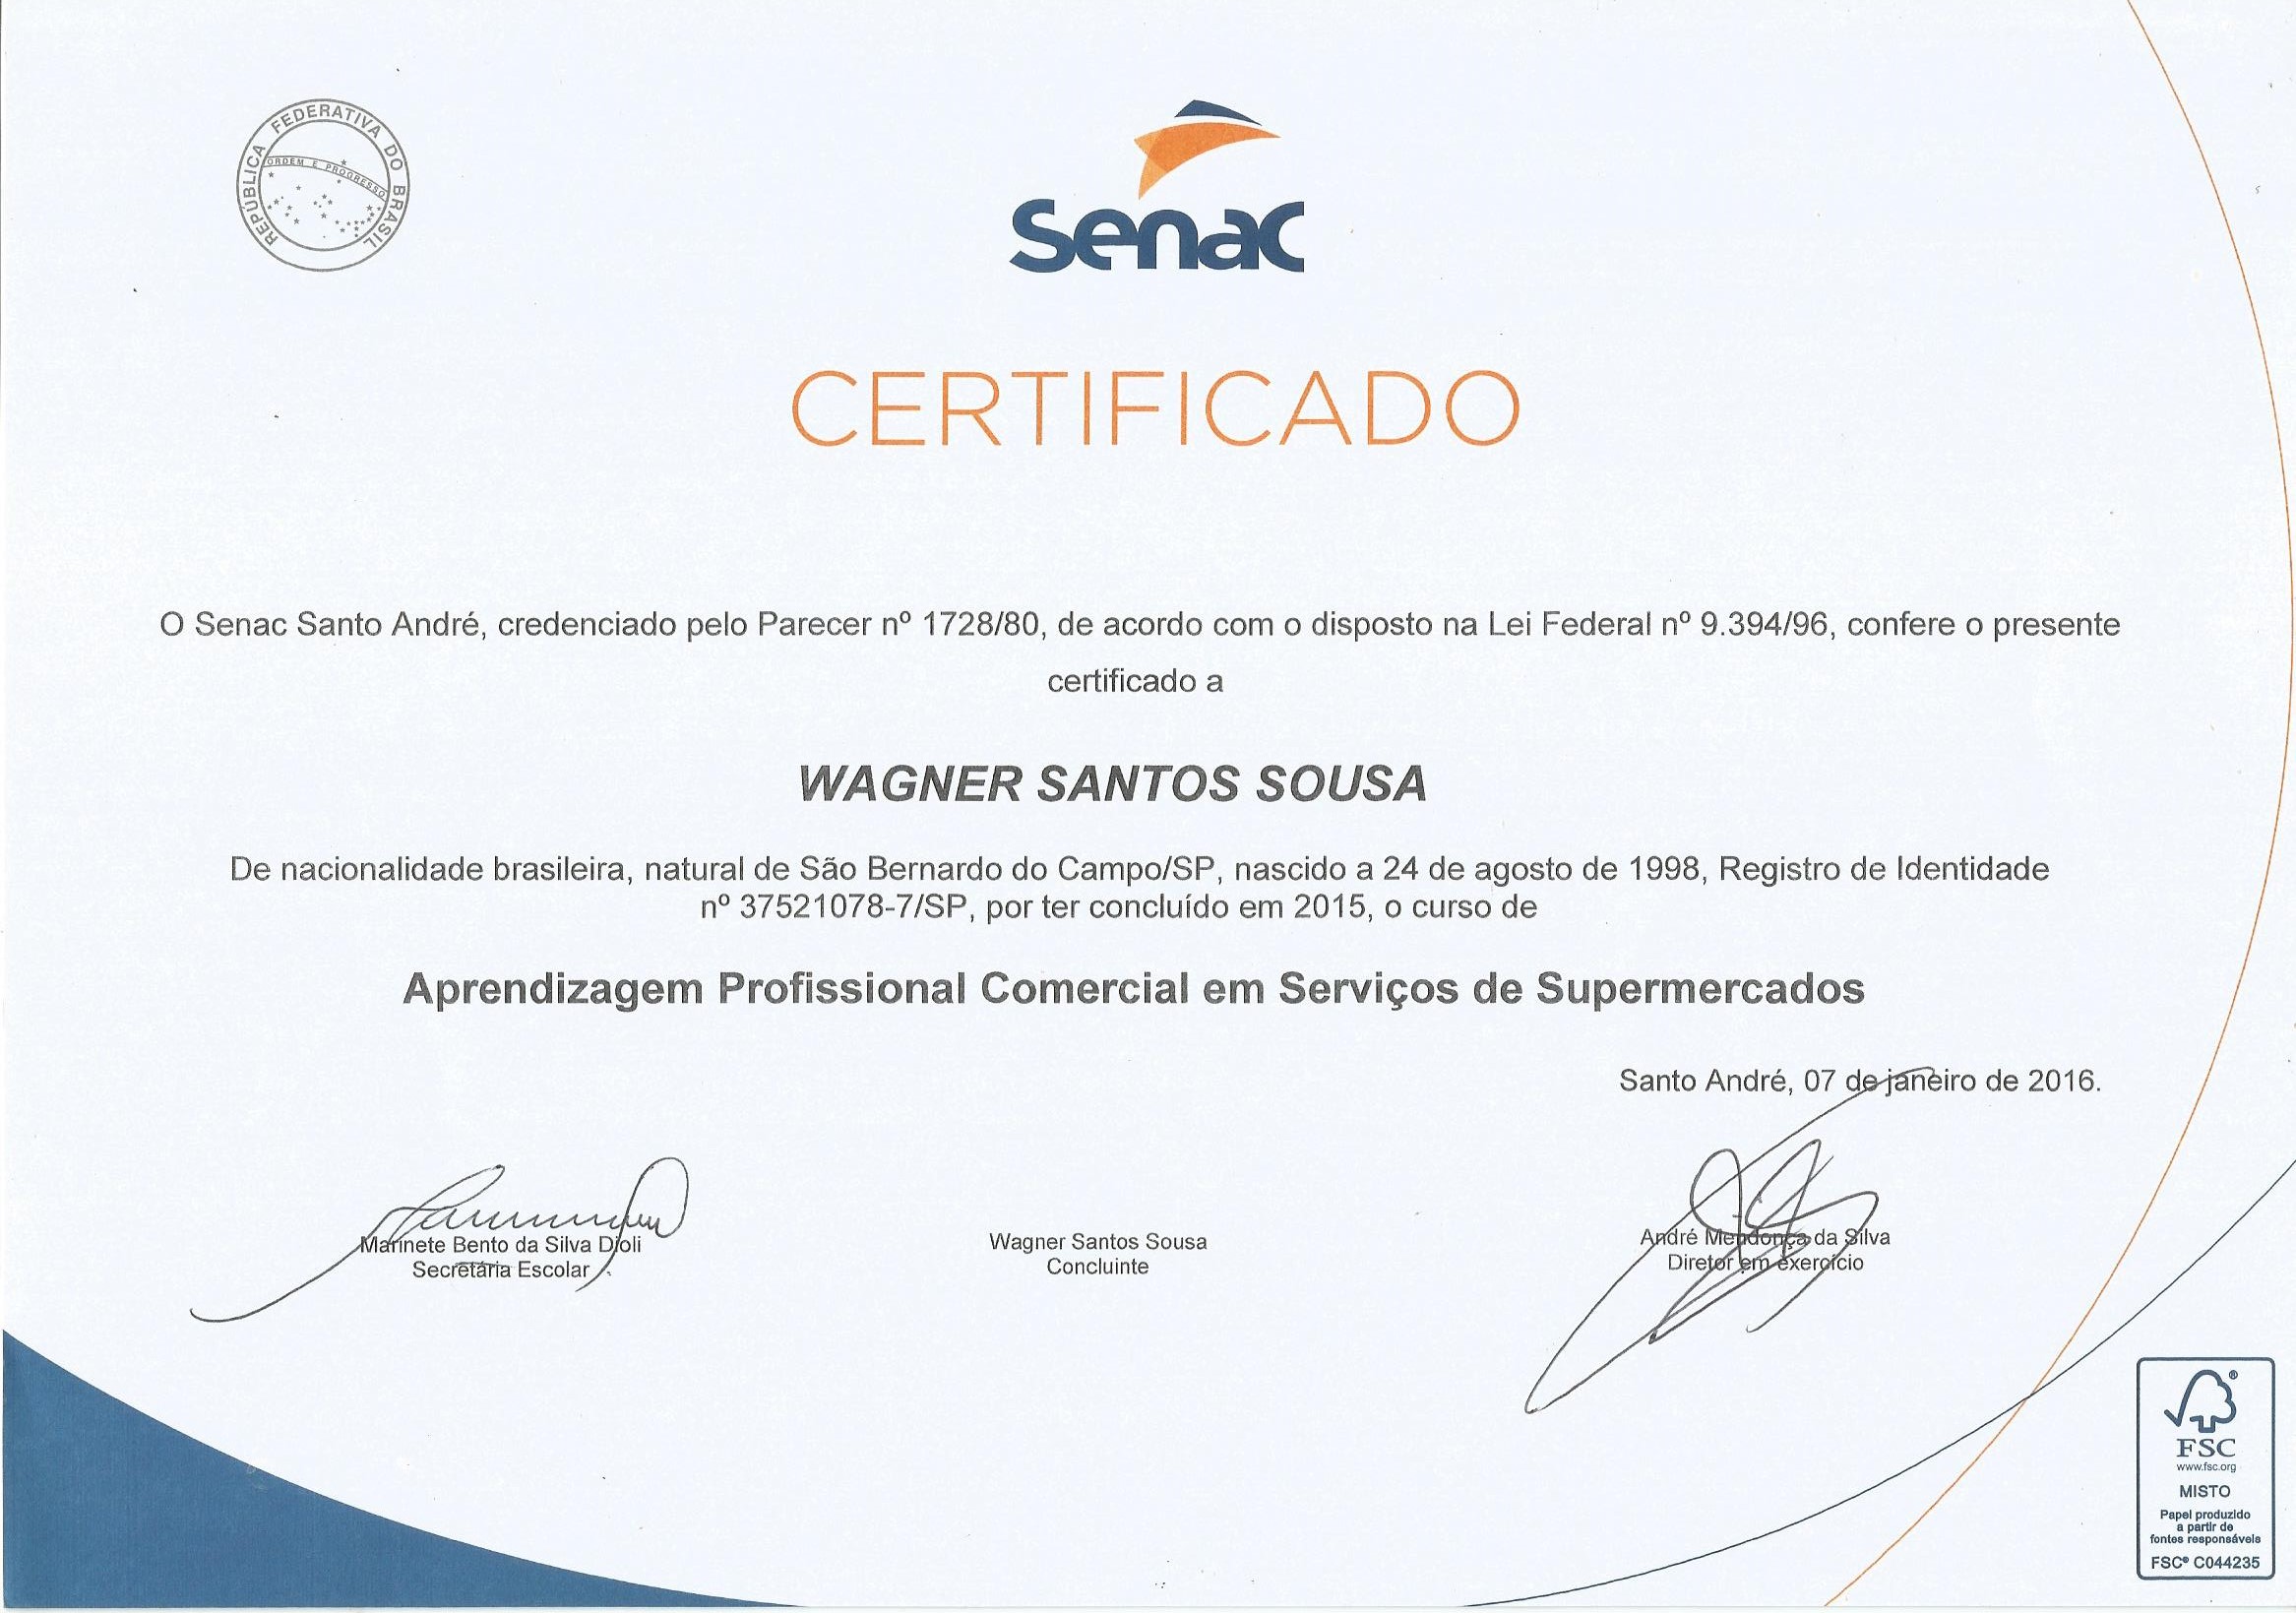 REPÚBLICA FEDERATIVA DO BRASIL
ORDEM E PROGRESSO
Senac
CERTIFICADO
O Senac Santo André, credenciado pelo Parecer nº 1728/80, de acordo com o disposto na Lei Federal nº 9.394/96, confere o presente
certificado a
WAGNER SANTOS SOUSA
De nacionalidade brasileira, natural de São Bernardo do Campo/SP, nascido a 24 de agosto de 1998, Registro de Identidade
nº 37521078-7/SP, por ter concluído em 2015, o curso de
Aprendizagem Profissional Comercial em Serviços de Supermercados
Santo André, 07 de janeiro de 2016.
Marinete Bento da Silva Dioli
Secretária Escolar
Wagner Santos Sousa
Concluinte
André Mendonça da Silva
Diretor em exercício
FSC
www.fsc.org
MISTO
Papel produzido
a partir de
fontes responsáveis
FSC® C044235